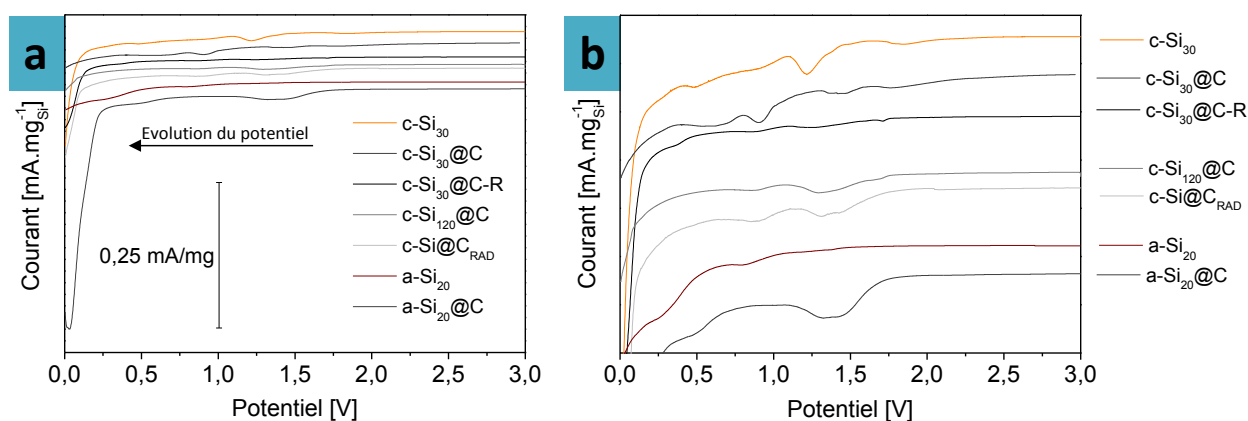 a
Courant [mA.mg⁻¹Si]
Evolution du potentiel
0,25 mA/mg
c-Si30
c-Si30@C
c-Si30@C-R
c-Si120@C
c-Si@CRAD
a-Si20
a-Si20@C
0,0 0,5 1,0 1,5 2,0 2,5 3,0
Potentiel [V]
b
Courant [mA.mg⁻¹Si]
c-Si30
c-Si30@C
c-Si30@C-R
c-Si120@C
c-Si@CRAD
a-Si20
a-Si20@C
0,0 0,5 1,0 1,5 2,0 2,5 3,0
Potentiel [V]